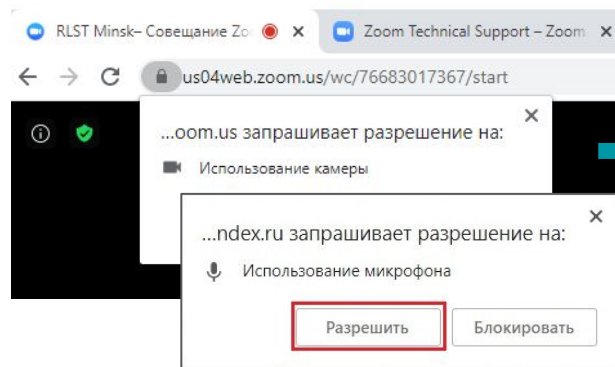 RLST Minsk– Совещание Zo
Zoom Technical Support – Zoom
us04web.zoom.us/wc/76683017367/start
...oom.us запрашивает разрешение на:
Использование камеры
...ndex.ru запрашивает разрешение на:
Использование микрофона
Разрешить
Блокировать